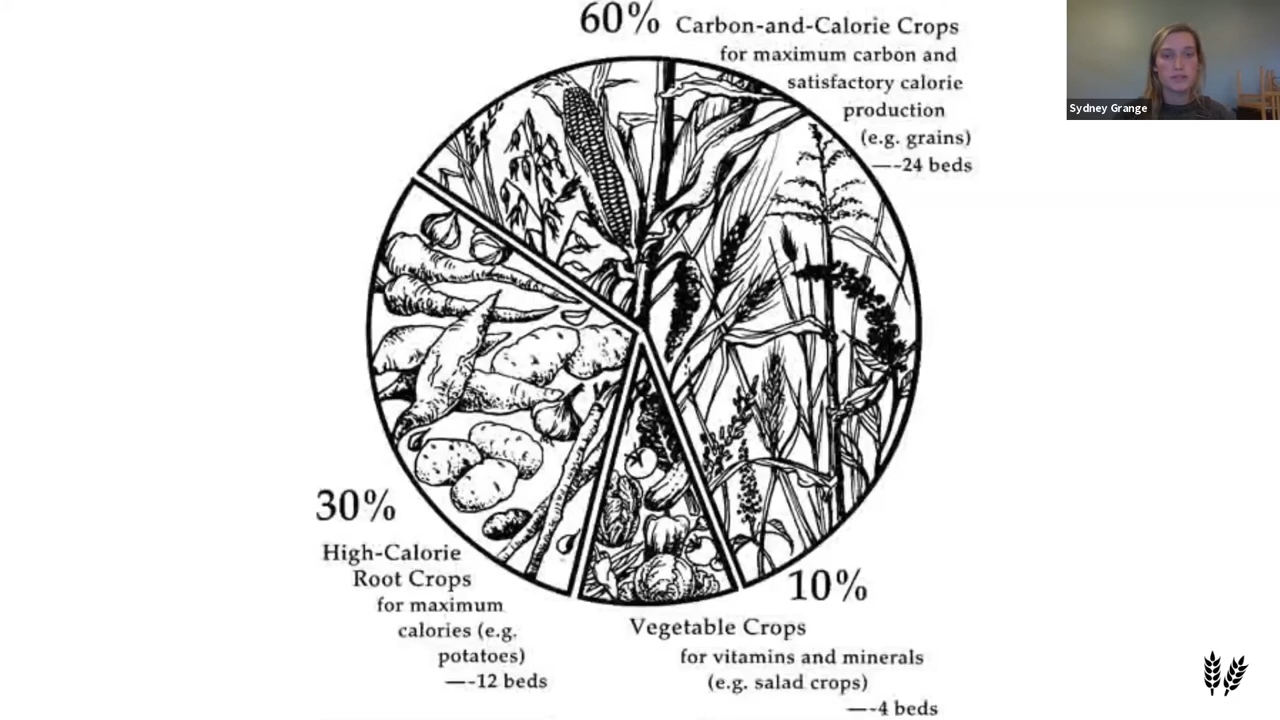 60% Carbon-and-Calorie Crops
for maximum carbon and
satisfactory calorie
production
(e.g. grains)
—-24 beds
Sydney Grange
30%
High-Calorie
Root Crops
for maximum
calories (e.g.
potatoes)
—-12 beds
10%
Vegetable Crops
for vitamins and minerals
(e.g. salad crops)
—-4 beds